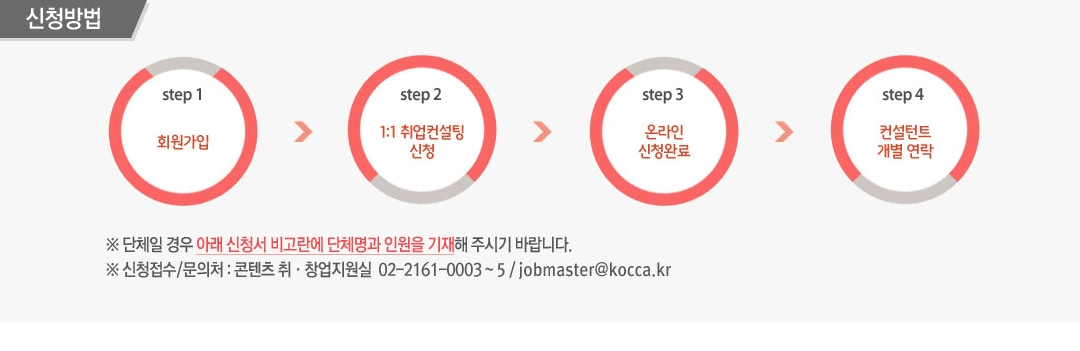 신청방법
step 1
회원가입
step 2
1:1 취업컨설팅
신청
step 3
온라인
신청완료
step 4
컨설턴트
개별 연락
※ 단체일 경우 아래 신청서 비고란에 단체명과 인원을 기재해 주시기 바랍니다.
※ 신청접수/문의처 : 콘텐츠 취 · 창업지원실 02-2161-0003 ~ 5 / jobmaster@kocca.kr